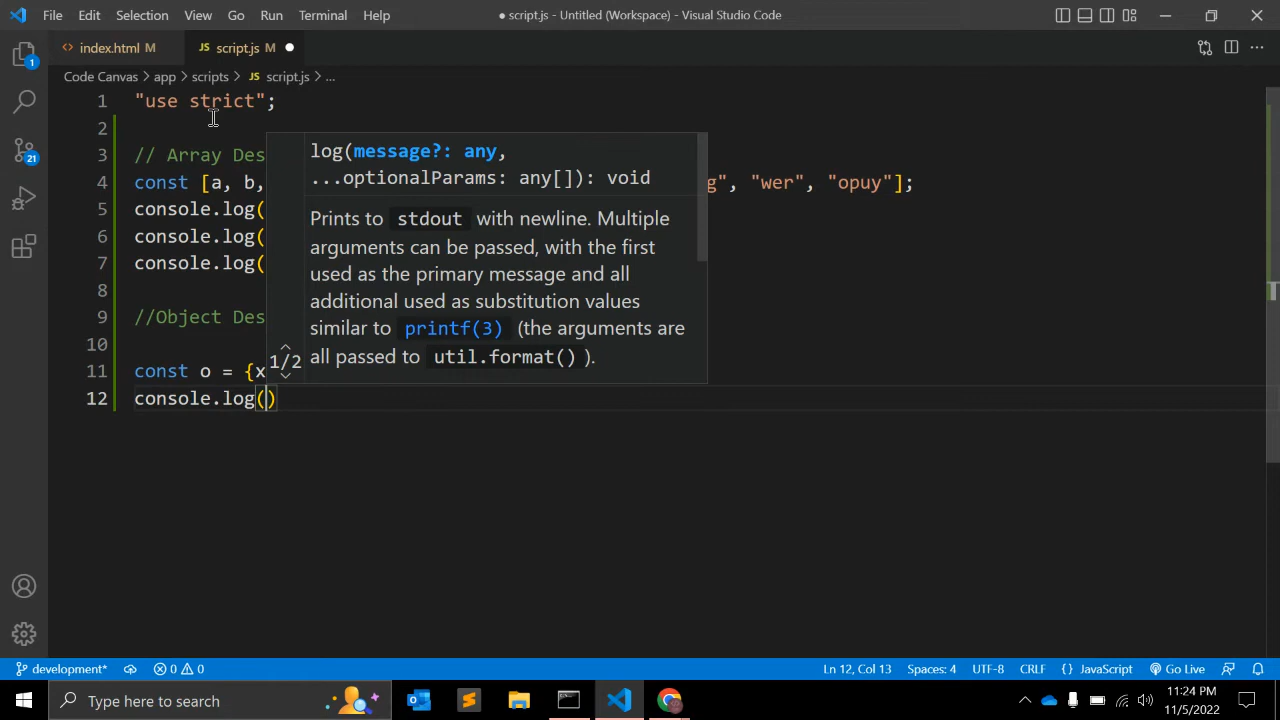 File Edit Selection View Go Run Terminal Help
● script.js - Untitled (Workspace) - Visual Studio Code
<> index.html M
JS script.js M
Code Canvas > app > scripts > JS script.js > ...
1 "use strict";
2
3 // Array Des
4 const [a, b, g", "wer", "opuy"];
5 console.log(
6 console.log(
7 console.log(
8
9 //Object Des
10
11 const o = {x
12 console.log()
log(message?: any,
...optionalParams: any[]): void
Prints to stdout with newline. Multiple
arguments can be passed, with the first
used as the primary message and all
additional used as substitution values
similar to printf(3) (the arguments are
all passed to util.format() ).
1/2
1
21
development* 0 0 Ln 12, Col 13 Spaces: 4 UTF-8 CRLF {} JavaScript Go Live
Type here to search
11:24 PM
11/5/2022